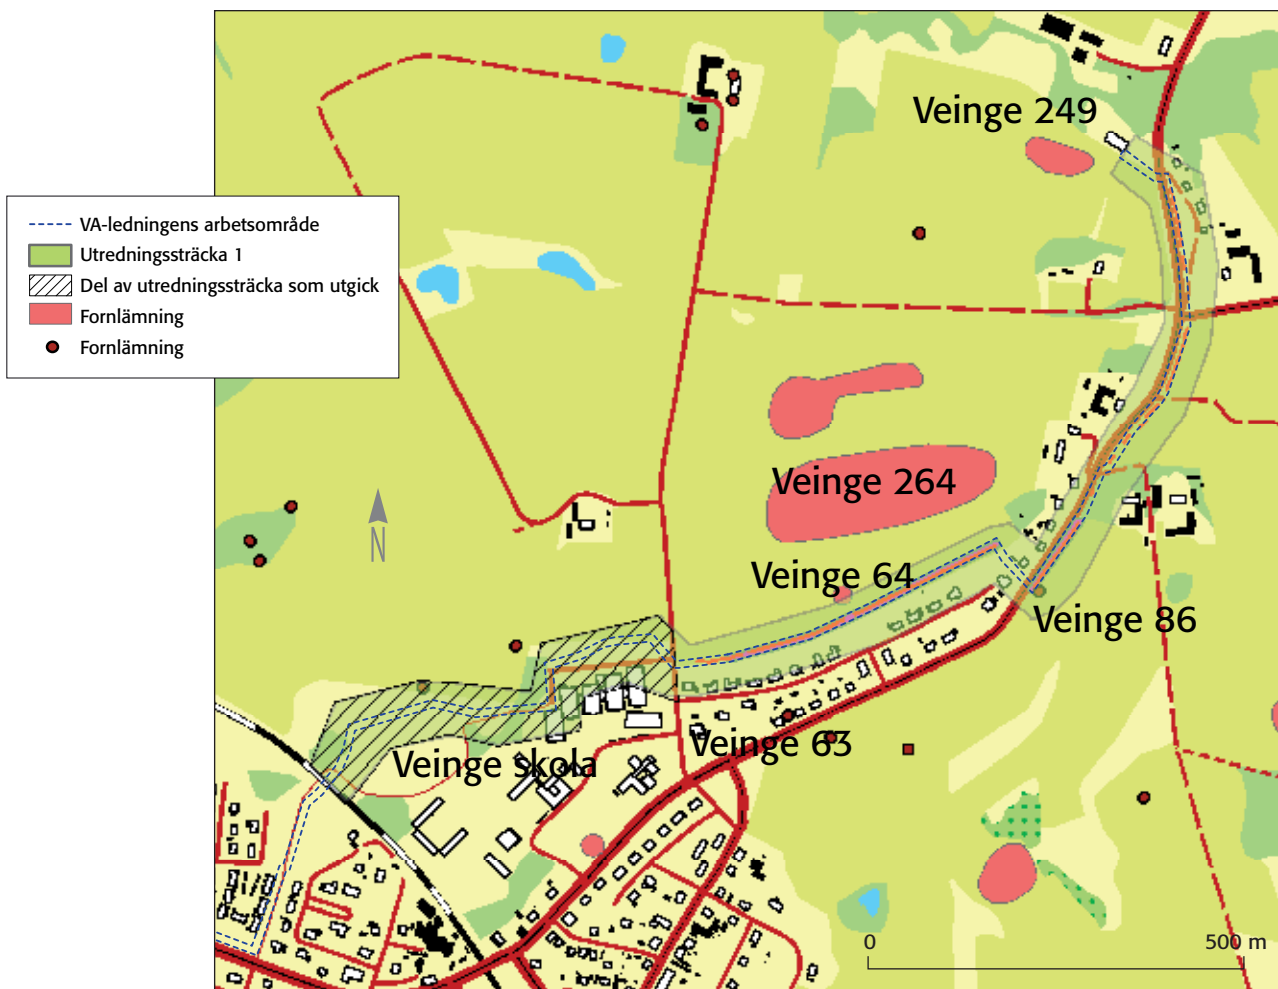 Veinge 249
VA-ledningens arbetsområde
Utredningssträcka 1
Del av utredningssträcka som utgick
Fornlämning
Fornlämning
Veinge 264
N
Veinge 64
Veinge 86
Veinge 63
Veinge skola
0
500 m